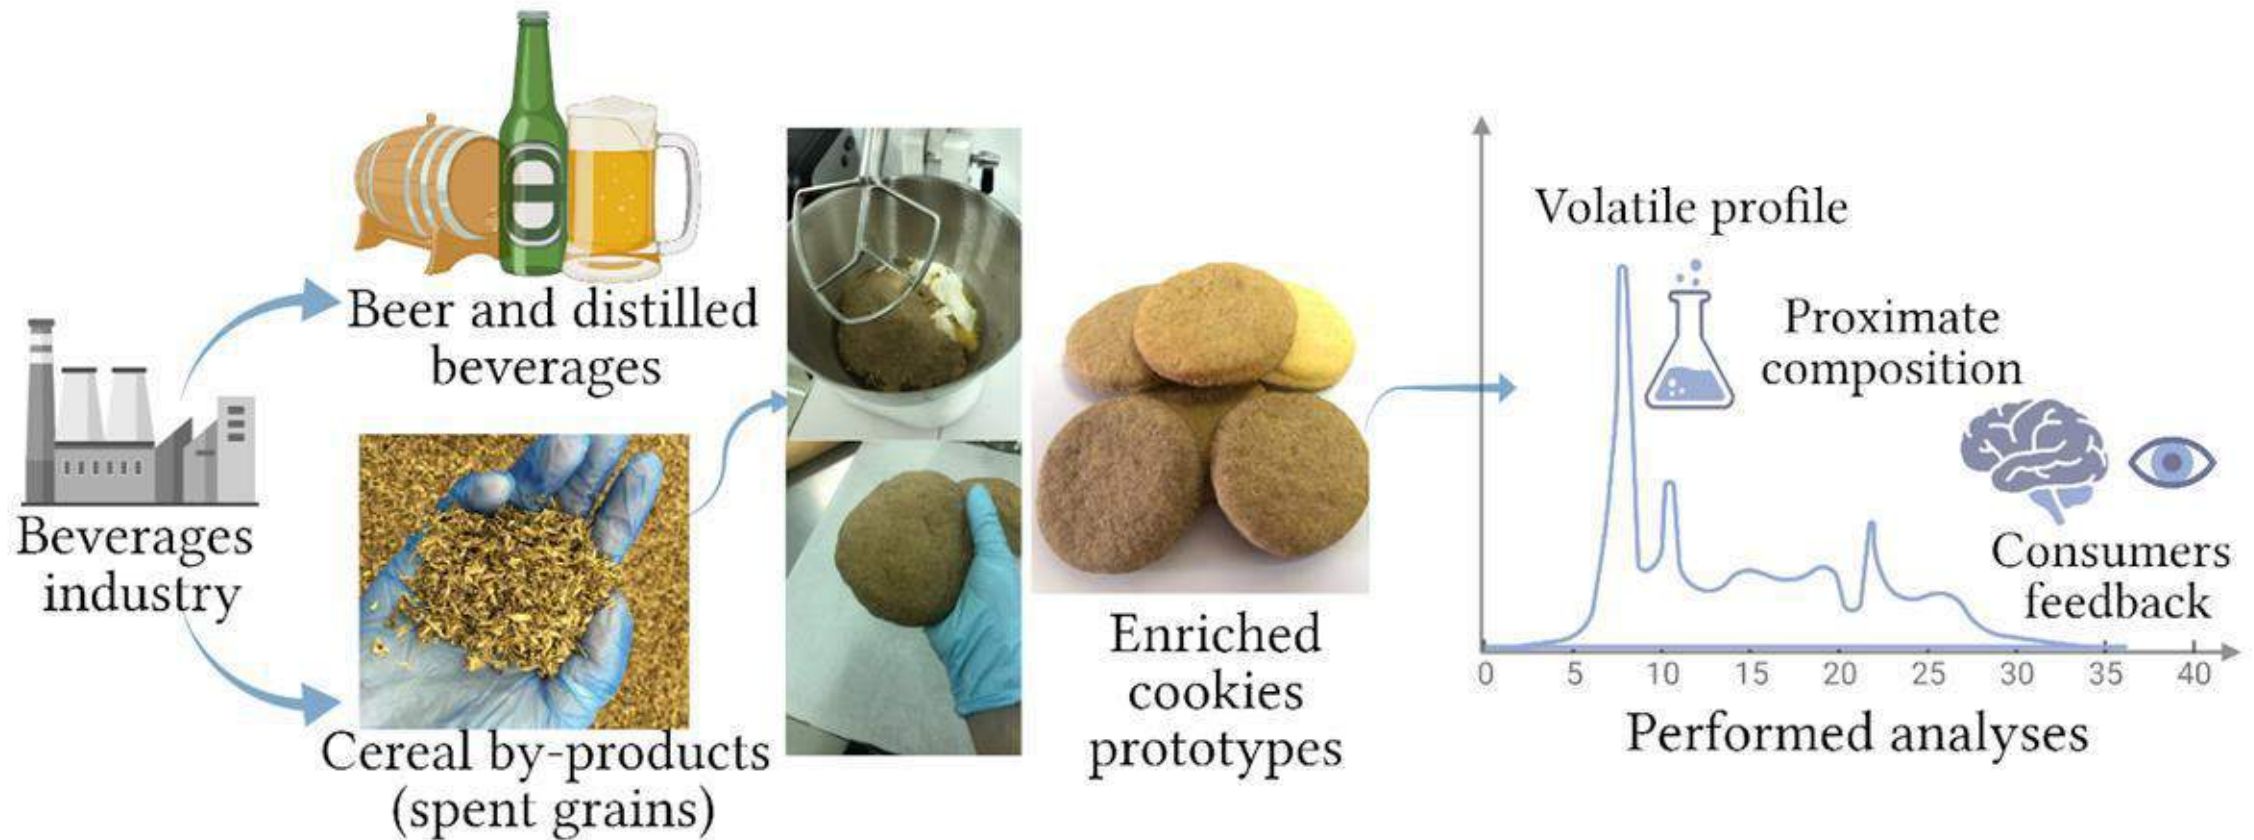 Beer and distilled
beverages
Beverages
industry
Cereal by-products
(spent grains)
Enriched
cookies
prototypes
Volatile profile
Proximate
composition
Consumers
feedback
0 5 10 15 20 25 30 35 40
Performed analyses